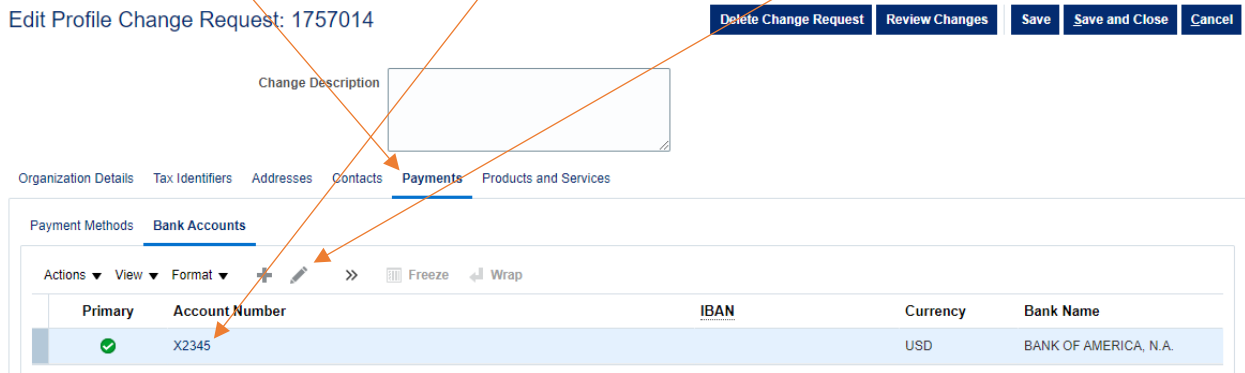 Edit Profile Change Request: 1757014
Delete Change Request Review Changes Save Save and Close Cancel
Change Description
Organization Details Tax Identifiers Addresses Contacts Payments Products and Services
Payment Methods Bank Accounts
Actions View Format Freeze Wrap
Primary Account Number IBAN Currency Bank Name
X2345 USD BANK OF AMERICA, N.A.